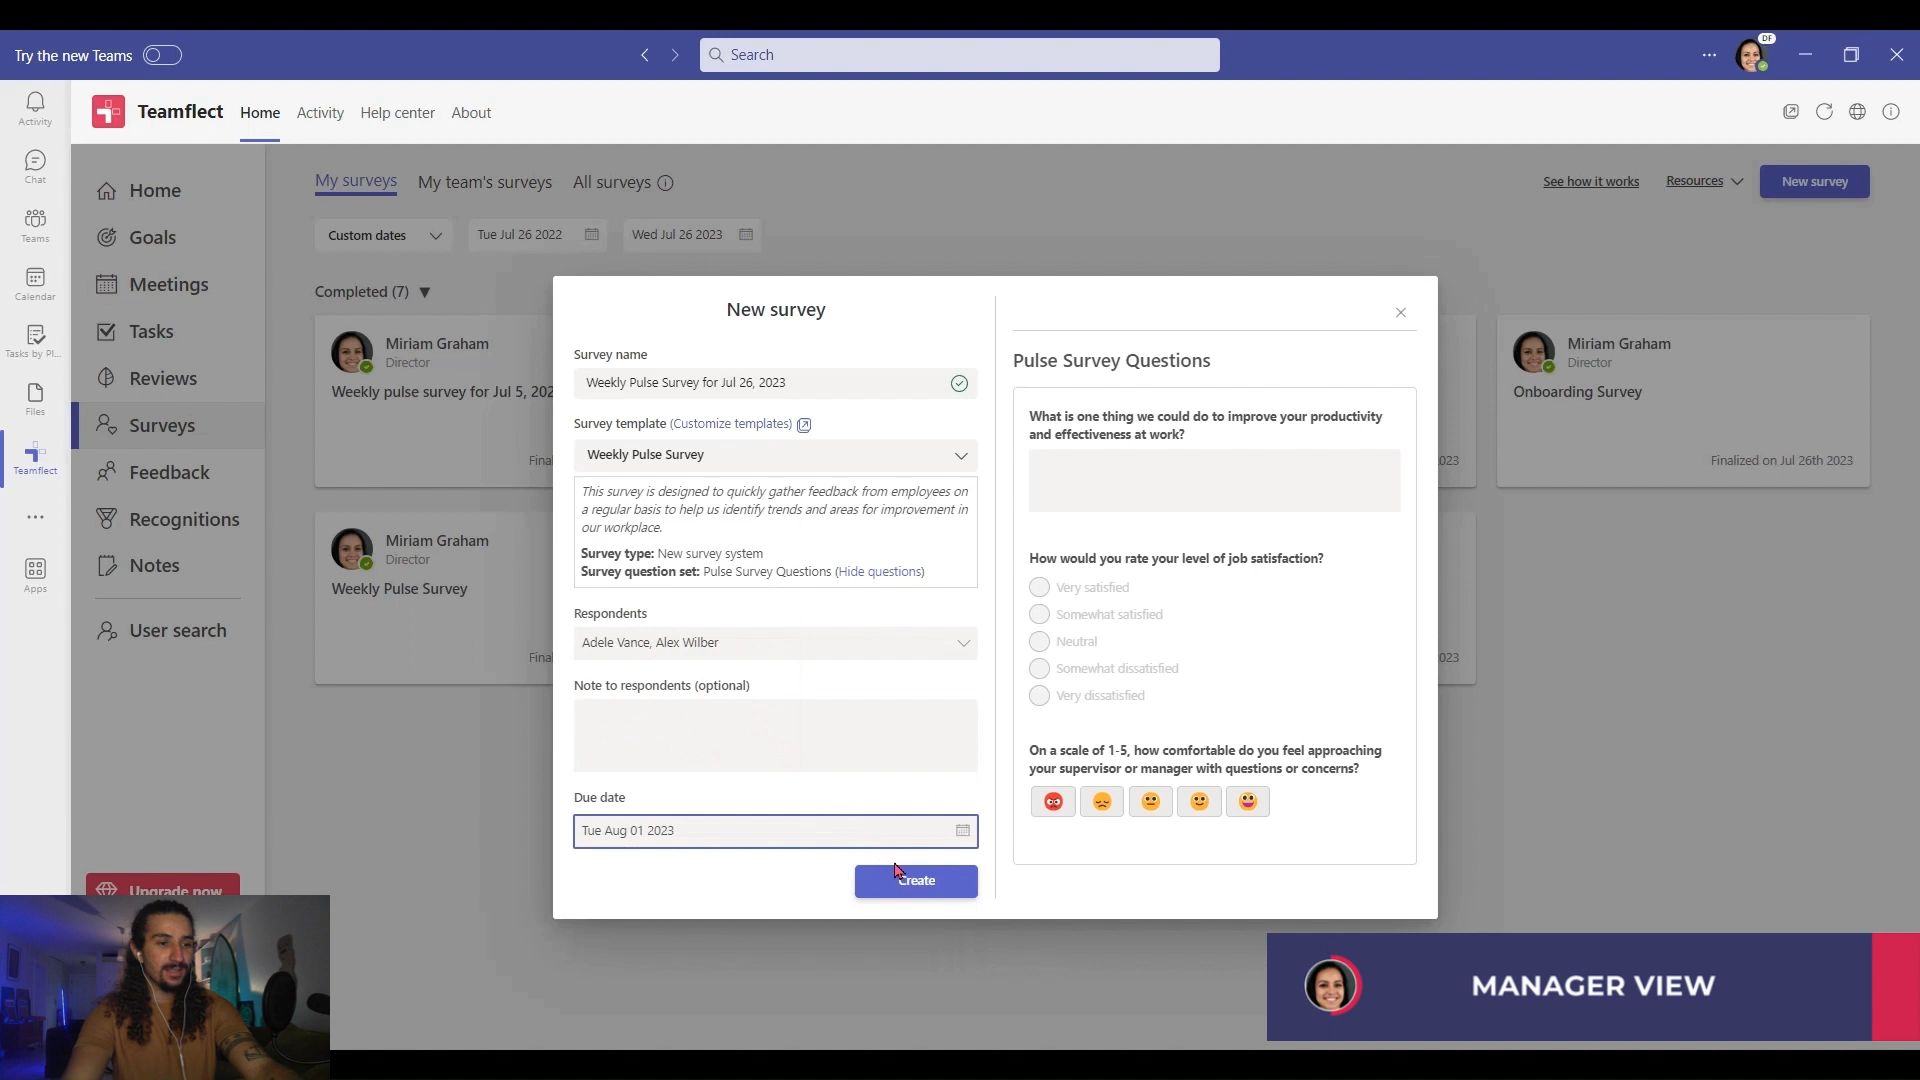 Try the new Teams
Search
DF
Activity
Chat
Teams
Calendar
Tasks by Pl...
Files
Teamflect
Apps
Teamflect
Home
Activity
Help center
About
Home
Goals
Meetings
Tasks
Reviews
Surveys
Feedback
Recognitions
Notes
User search
Upgrade now
My surveys
My team's surveys
All surveys
See how it works
Resources
New survey
Custom dates
Tue Jul 26 2022
Wed Jul 26 2023
Completed (7)
Miriam Graham
Director
Weekly pulse survey for Jul 5, 202
Final
Miriam Graham
Director
Weekly Pulse Survey
Final
023
023
Miriam Graham
Director
Onboarding Survey
Finalized on Jul 26th 2023
New survey
Survey name
Weekly Pulse Survey for Jul 26, 2023
Survey template (Customize templates)
Weekly Pulse Survey
This survey is designed to quickly gather feedback from employees on
a regular basis to help us identify trends and areas for improvement in
our workplace.
Survey type: New survey system
Survey question set: Pulse Survey Questions (Hide questions)
Respondents
Adele Vance, Alex Wilber
Note to respondents (optional)
Due date
Tue Aug 01 2023
Create
Pulse Survey Questions
What is one thing we could do to improve your productivity
and effectiveness at work?
How would you rate your level of job satisfaction?
Very satisfied
Somewhat satisfied
Neutral
Somewhat dissatisfied
Very dissatisfied
On a scale of 1-5, how comfortable do you feel approaching
your supervisor or manager with questions or concerns?
MANAGER VIEW